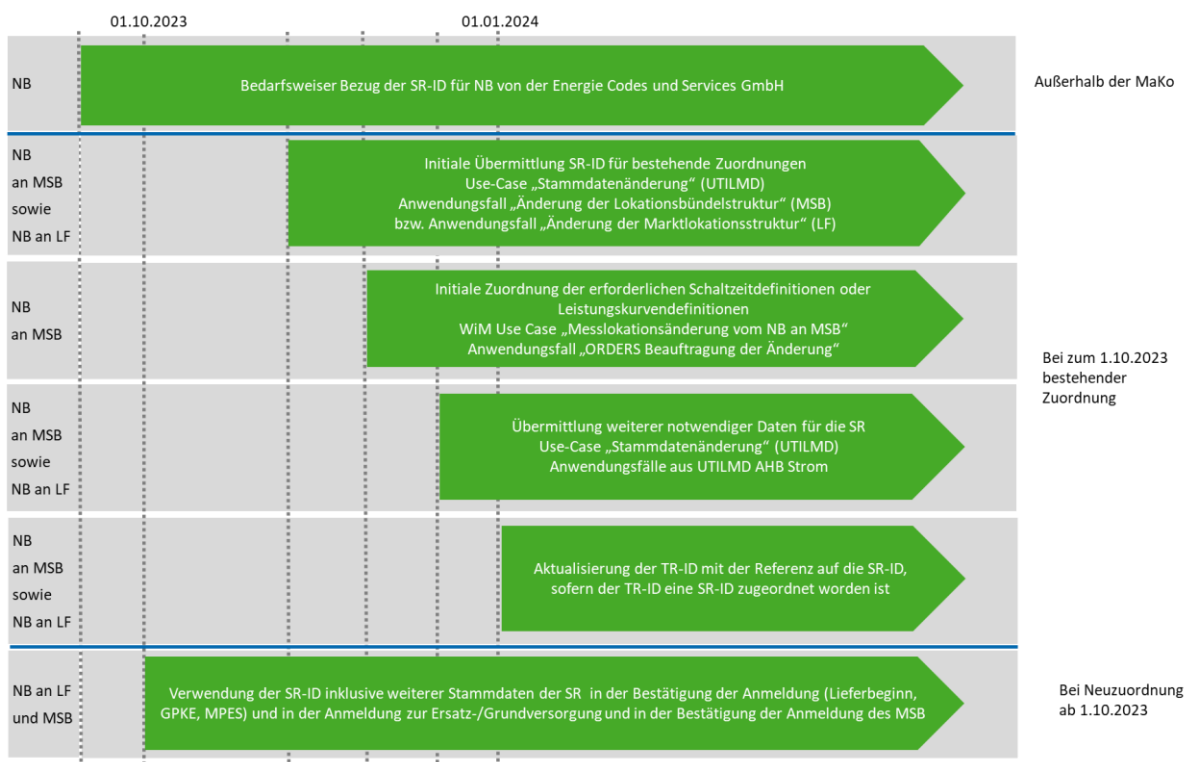 01.10.2023
01.01.2024
NB
Bedarfsweiser Bezug der SR-ID für NB von der Energie Codes und Services GmbH
Außerhalb der MaKo
NB
an MSB
sowie
NB an LF
Initiale Übermittlung SR-ID für bestehende Zuordnungen
Use-Case „Stammdatenänderung“ (UTILMD)
Anwendungsfall „Änderung der Lokationsbündelstruktur“ (MSB)
bzw. Anwendungsfall „Änderung der Marktlokationsstruktur“ (LF)
NB
an MSB
Initiale Zuordnung der erforderlichen Schaltzeitdefinitionen oder
Leistungskurvendefinitionen
WiM Use Case „Messlokationsänderung vom NB an MSB“
Anwendungsfall „ORDERS Beauftragung der Änderung“
Bei zum 1.10.2023
bestehender
Zuordnung
NB
an MSB
sowie
NB an LF
Übermittlung weiterer notwendiger Daten für die SR
Use-Case „Stammdatenänderung“ (UTILMD)
Anwendungsfälle aus UTILMD AHB Strom
NB
an MSB
sowie
NB an LF
Aktualisierung der TR-ID mit der Referenz auf die SR-ID,
sofern der TR-ID eine SR-ID zugeordnet worden ist
NB an LF
und MSB
Verwendung der SR-ID inklusive weiterer Stammdaten der SR in der Bestätigung der Anmeldung (Lieferbeginn,
GPKE, MPES) und in der Anmeldung zur Ersatz-/Grundversorgung und in der Bestätigung der Anmeldung des MSB
Bei Neuzuordnung
ab 1.10.2023